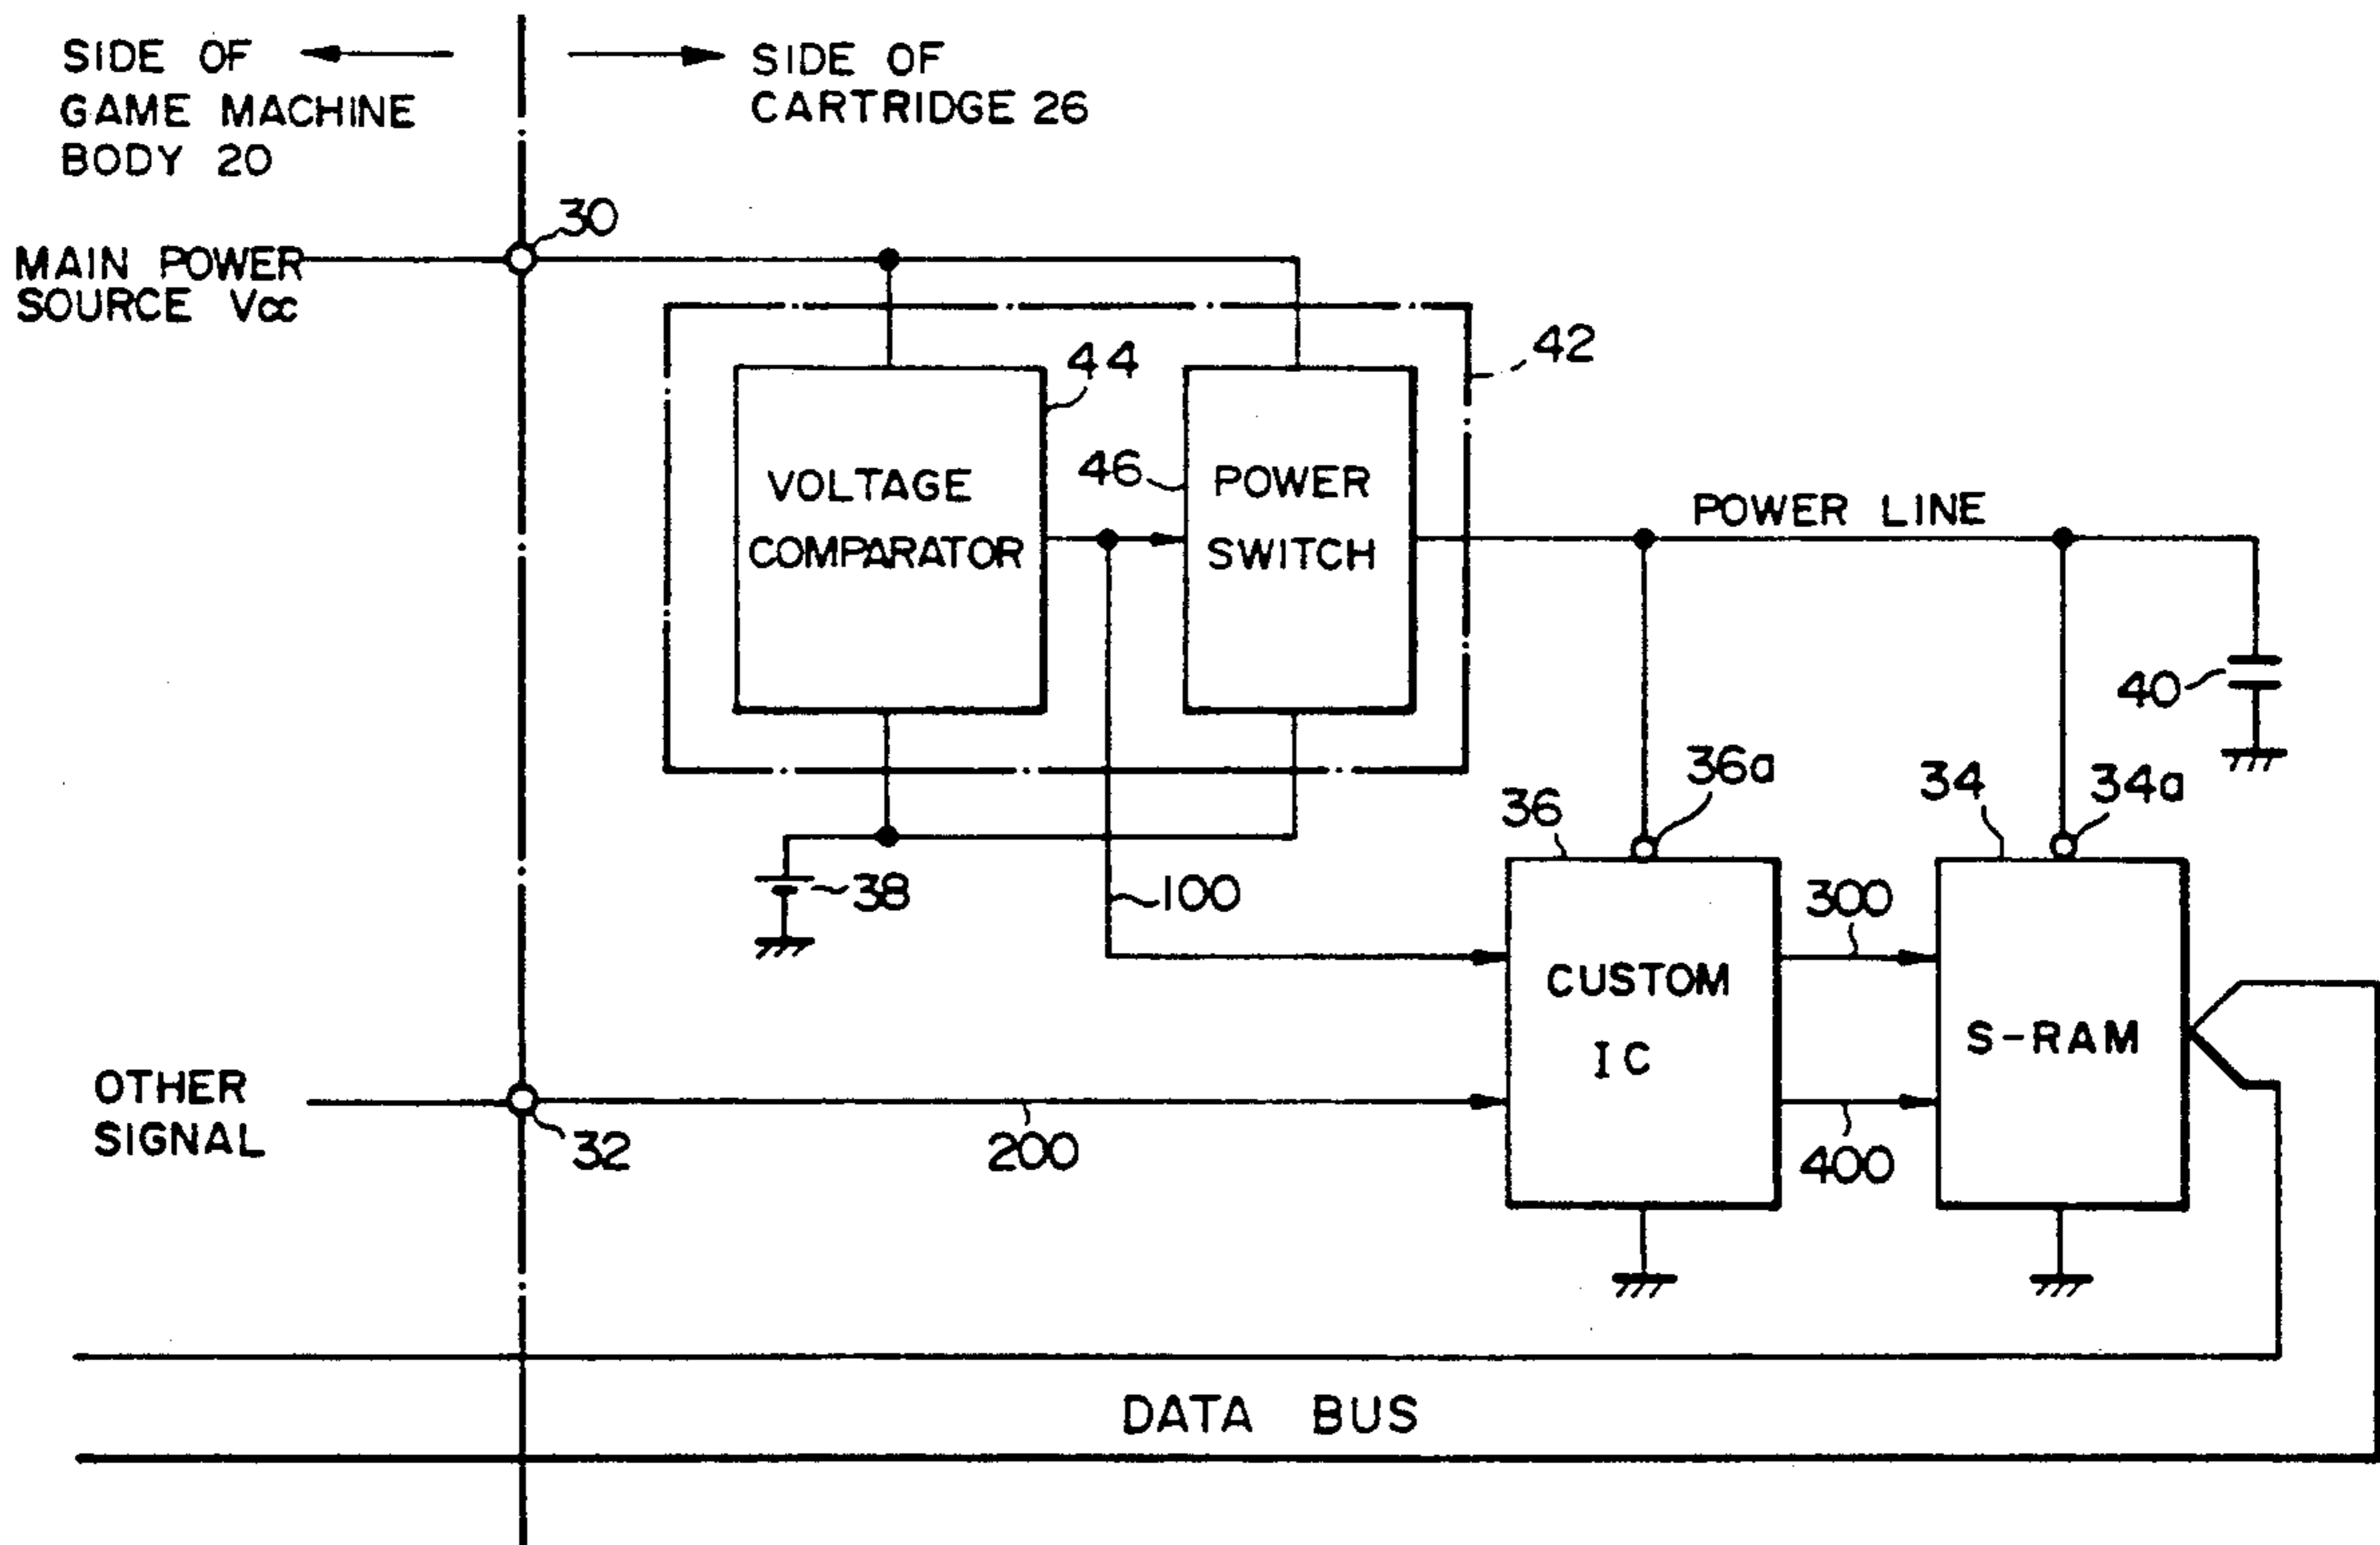 SIDE OF
GAME MACHINE
BODY 20
SIDE OF
CARTRIDGE 26
30
MAIN POWER
SOURCE Vcc
42
44
46
VOLTAGE
COMPARATOR
POWER
SWITCH
POWER LINE
40
36a
34
34a
36
38
100
300
CUSTOM
IC
S-RAM
OTHER
SIGNAL
32
200
400
DATA BUS